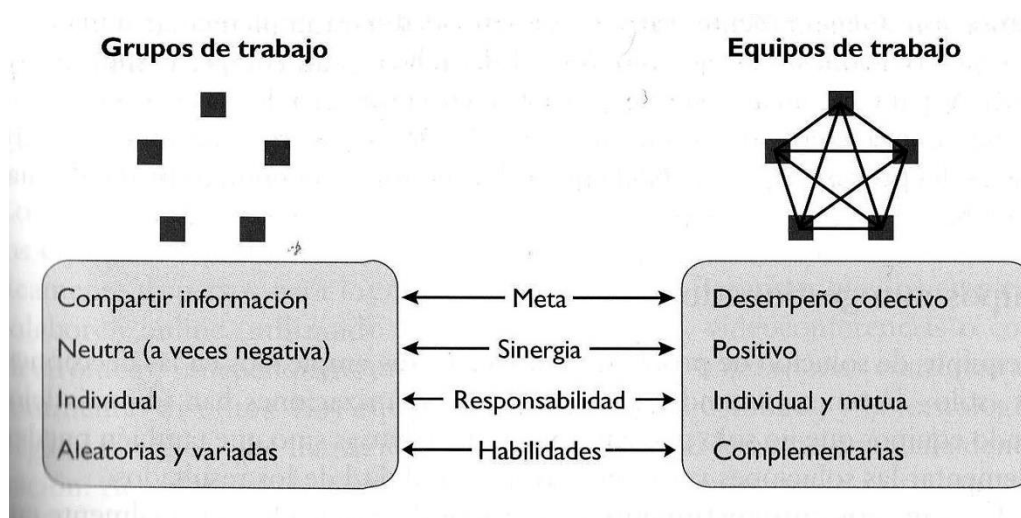 Grupos de trabajo
Equipos de trabajo
Compartir información Meta Desempeño colectivo
Neutra (a veces negativa) Sinergia Positivo
Individual Responsabilidad Individual y mutua
Aleatorias y variadas Habilidades Complementarias